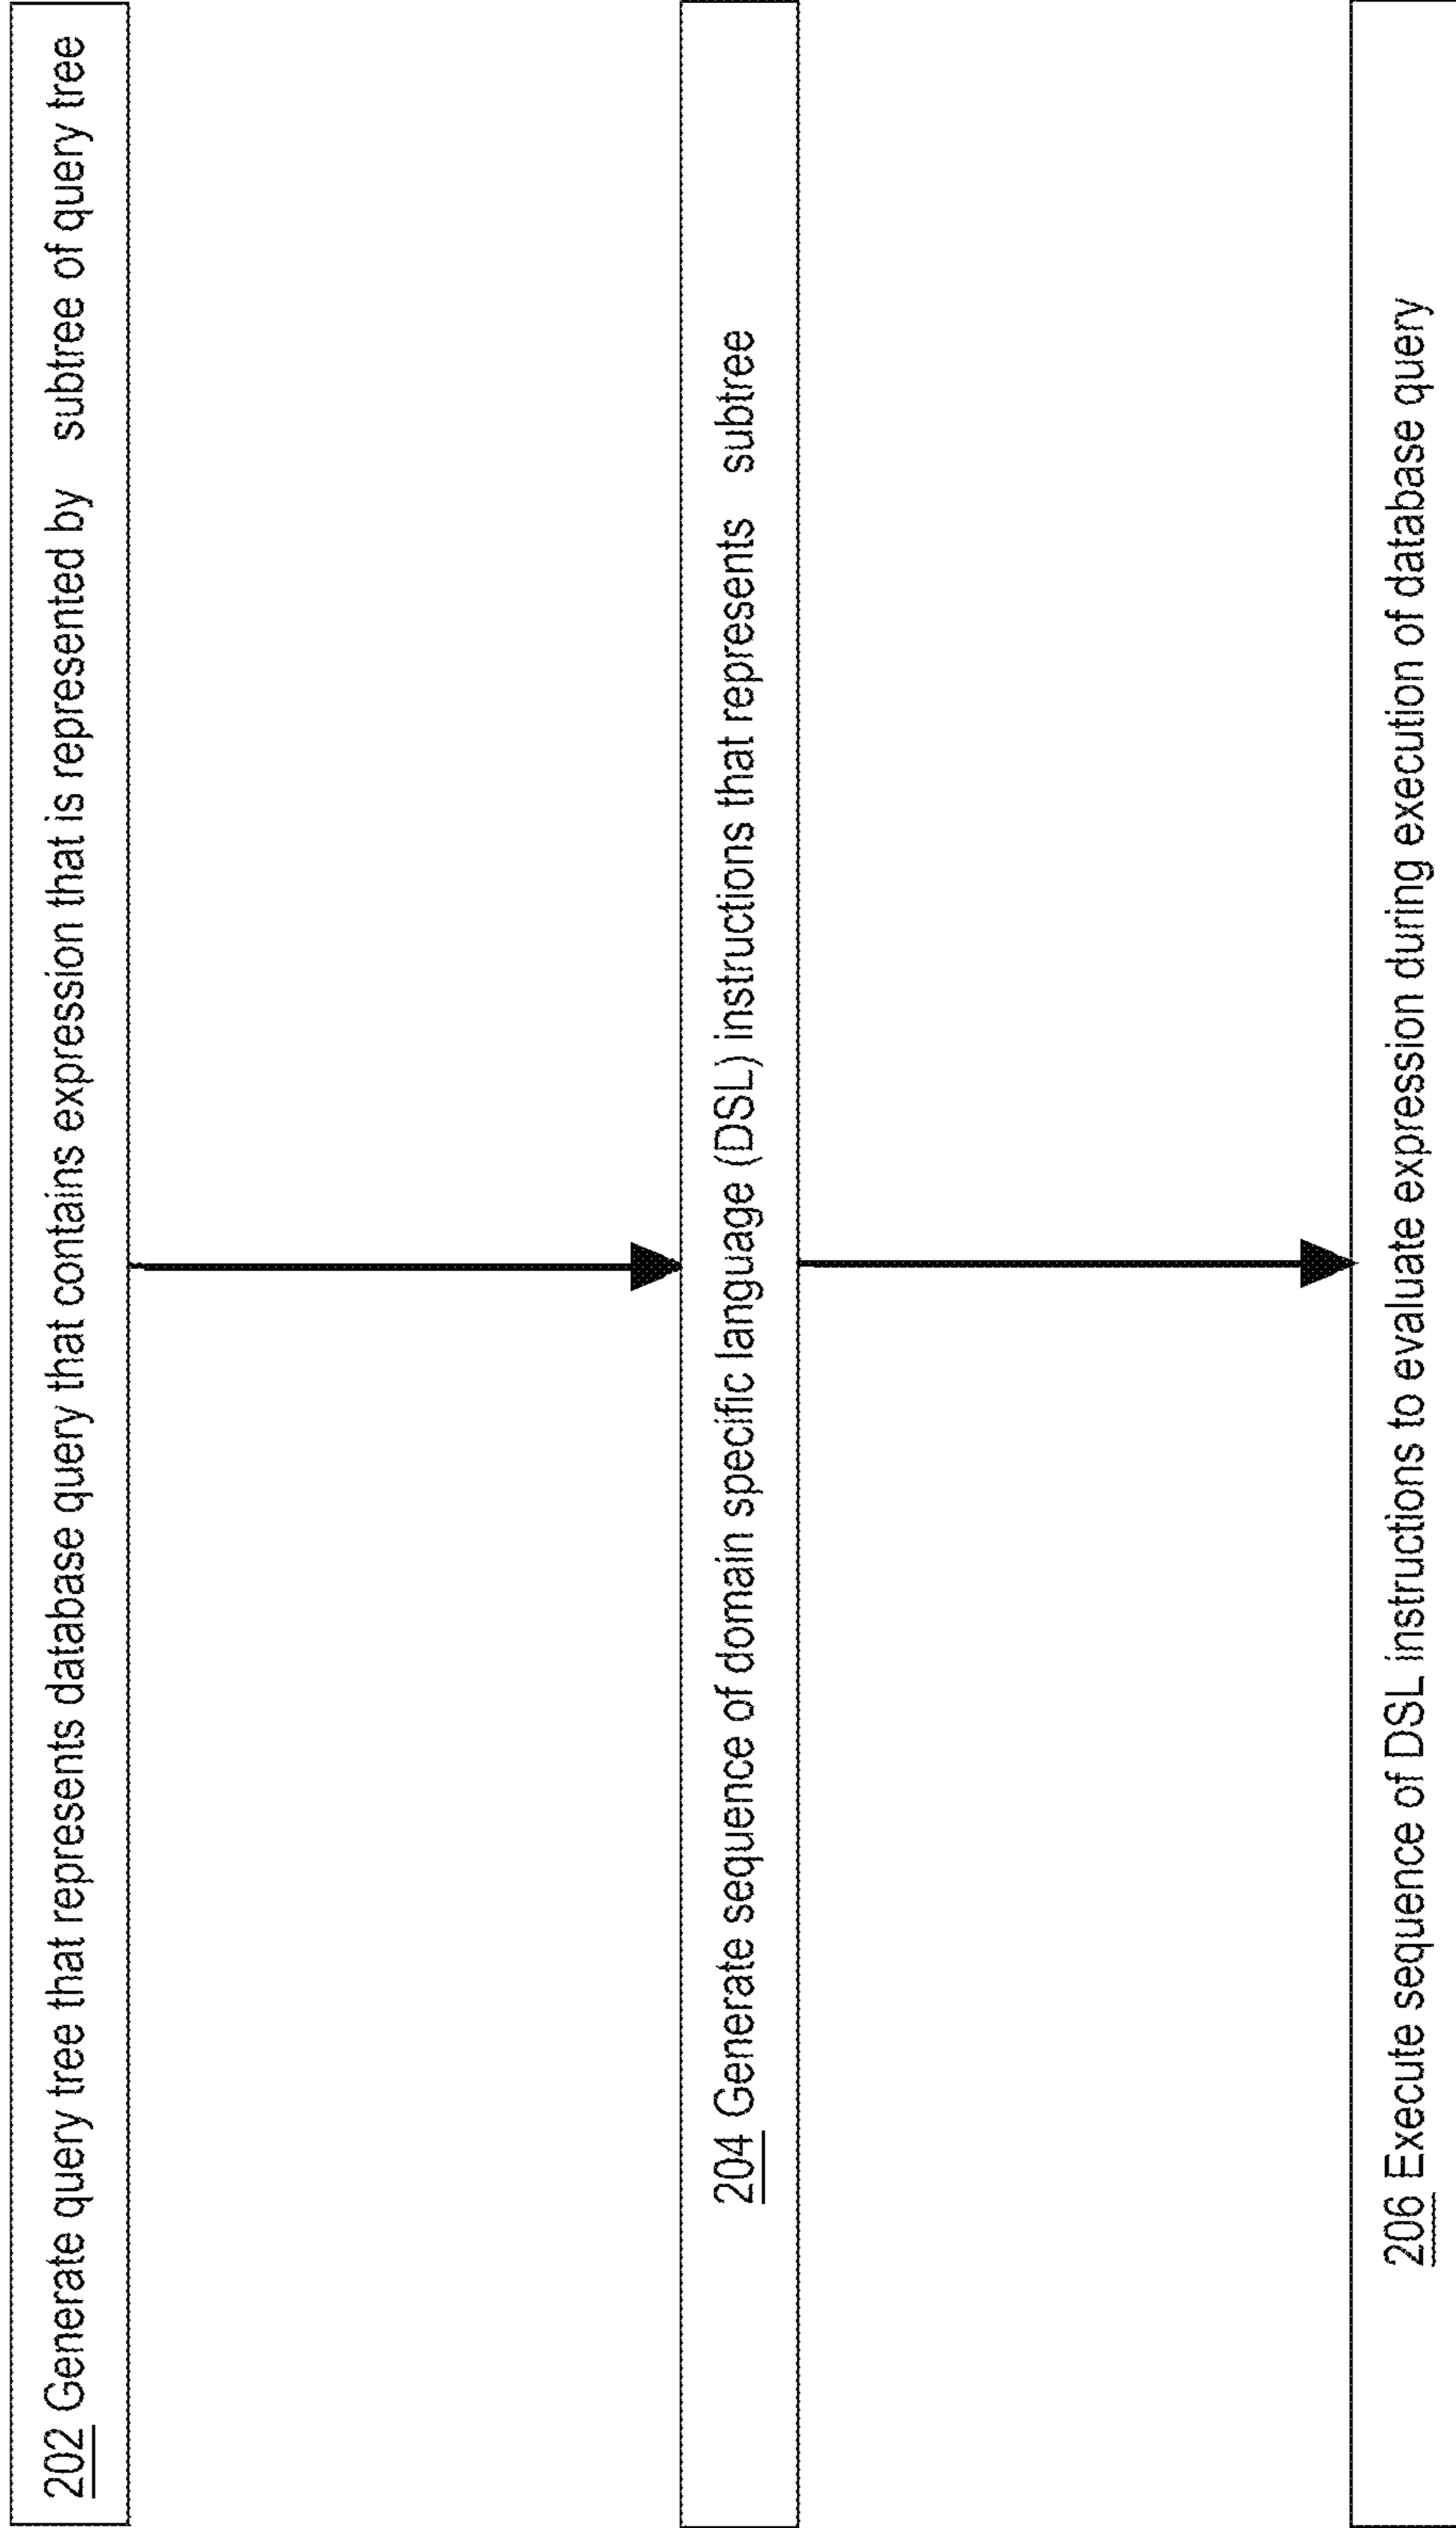 202 Generate query tree that represents database query that contains expression that is represented by subtree of query tree
204 Generate sequence of domain specific language (DSL) instructions that represents subtree
206 Execute sequence of DSL instructions to evaluate expression during execution of database query